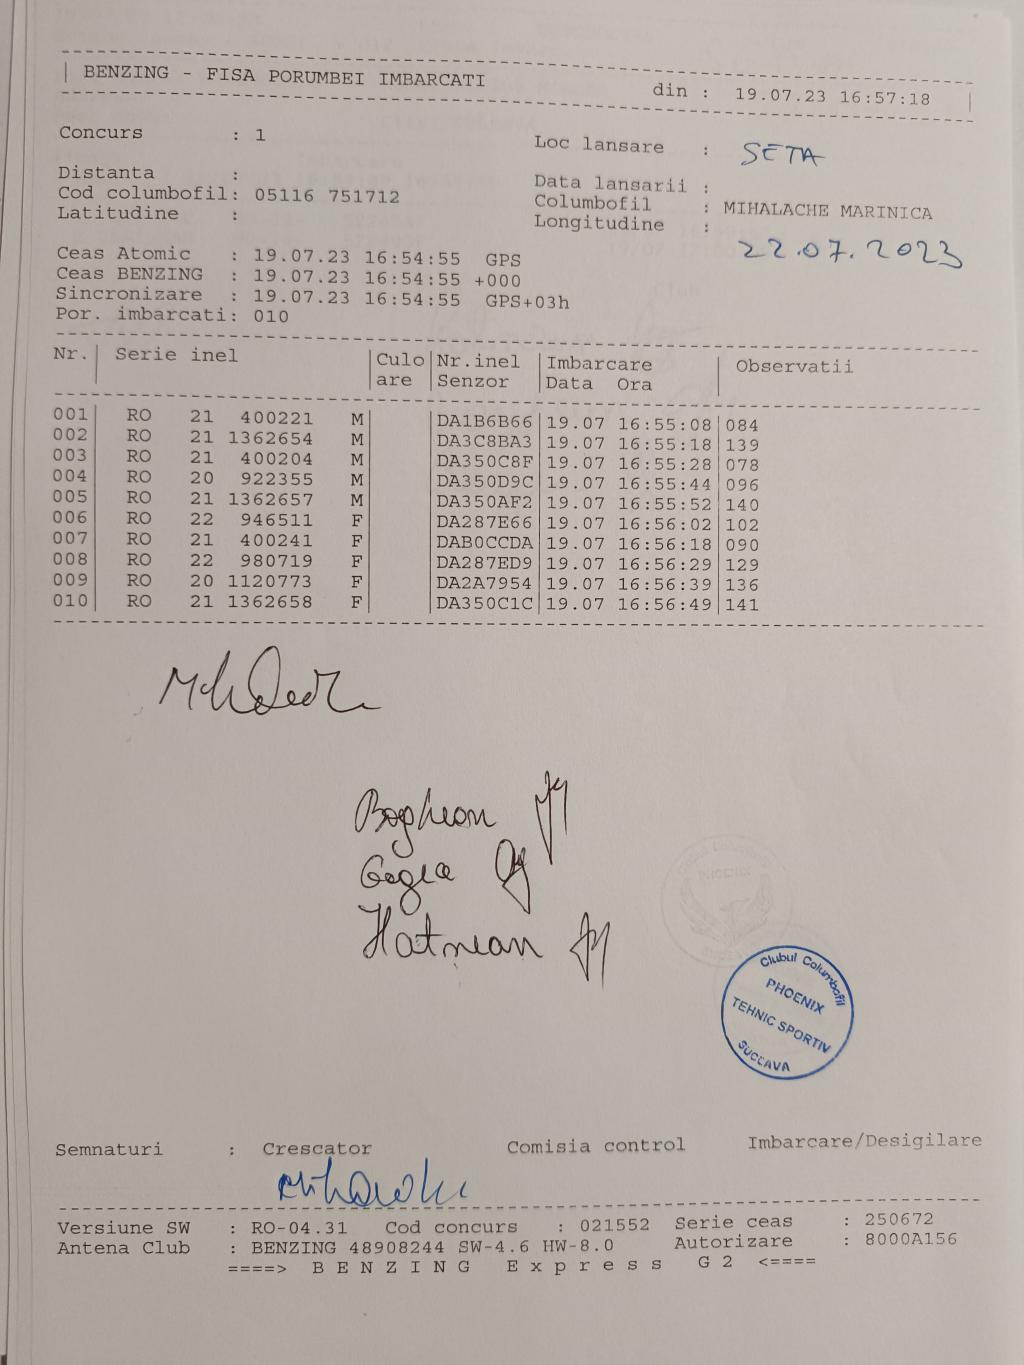 BENZING - FISA PORUMBEI IMBARCATI din : 19.07.23 16:57:18
Concurs : 1 Loc lansare : SETA
Distanta : Data lansarii :
Cod columbofil: 05116 751712 Columbofil : MIHALACHE MARINICA
Latitudine : Longitudine :
22.07.2023
Ceas Atomic : 19.07.23 16:54:55 GPS
Ceas BENZING : 19.07.23 16:54:55 +000
Sincronizare : 19.07.23 16:54:55 GPS+03h
Por. imbarcati: 010
Nr. | Serie inel | Culo | Nr.inel | Imbarcare | Observatii
are | Senzor | Data Ora
001 | RO 21 400221 M | | DA1B6B66 | 19.07 16:55:08 | 084
002 | RO 21 1362654 M | | DA3C8BA3 | 19.07 16:55:18 | 139
003 | RO 21 400204 M | | DA350C8F | 19.07 16:55:28 | 078
004 | RO 20 922355 M | | DA350D9C | 19.07 16:55:44 | 096
005 | RO 21 1362657 M | | DA350AF2 | 19.07 16:55:52 | 140
006 | RO 22 946511 F | | DA287E66 | 19.07 16:56:02 | 102
007 | RO 21 400241 F | | DAB0CCDA | 19.07 16:56:18 | 090
008 | RO 22 980719 F | | DA287ED9 | 19.07 16:56:29 | 129
009 | RO 20 1120773 F | | DA2A7954 | 19.07 16:56:39 | 136
010 | RO 21 1362658 F | | DA350C1C | 19.07 16:56:49 | 141
Boghean
Gogea
Hatnean
Clubul Columbofil
PHOENIX
TEHNIC SPORTIV
SUCEAVA
Semnaturi : Crescator Comisia control Imbarcare/Desigilare
Versiune SW : RO-04.31 Cod concurs : 021552 Serie ceas : 250672
Antena Club : BENZING 48908244 SW-4.6 HW-8.0 Autorizare : 8000A156
====> B E N Z I N G E x p r e s s G 2 <====